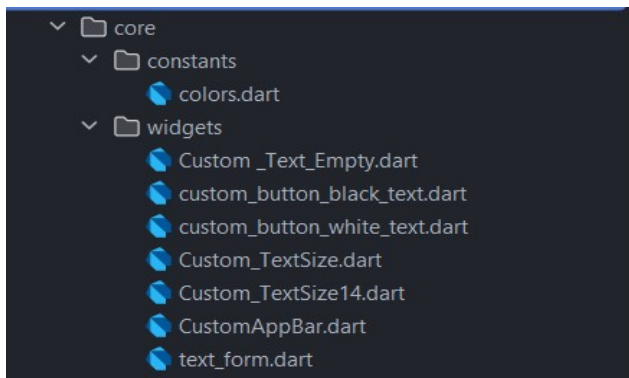 core
constants
colors.dart
widgets
Custom _Text_Empty.dart
custom_button_black_text.dart
custom_button_white_text.dart
Custom_TextSize.dart
Custom_TextSize14.dart
CustomAppBar.dart
text_form.dart